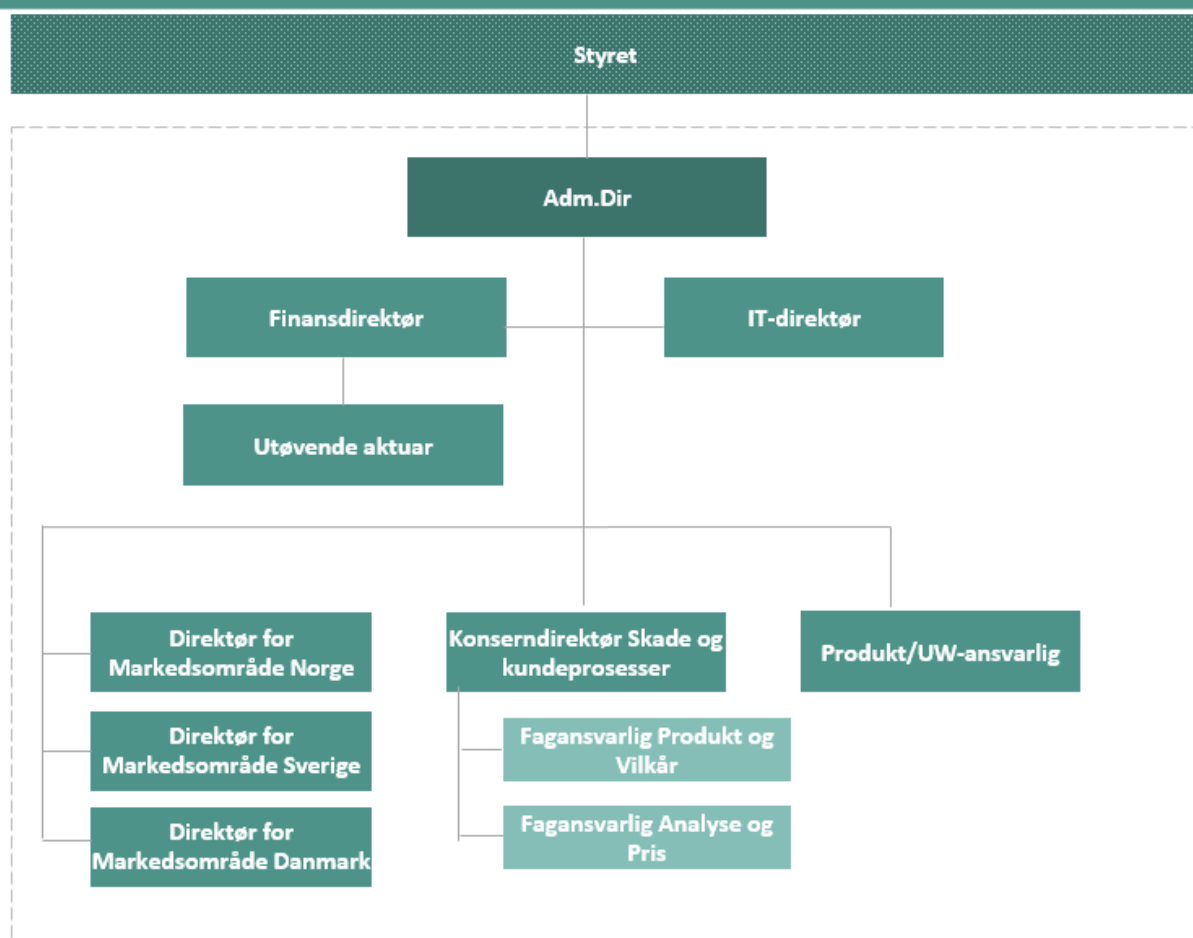 Styret
Adm.Dir
Finansdirektør
IT-direktør
Utøvende aktuar
Direktør for
Markedsområde Norge
Konserndirektør Skade og
kundeprosesser
Produkt/UW-ansvarlig
Direktør for
Markedsområde Sverige
Fagansvarlig Produkt og
Vilkår
Direktør for
Markedsområde Danmark
Fagansvarlig Analyse og
Pris